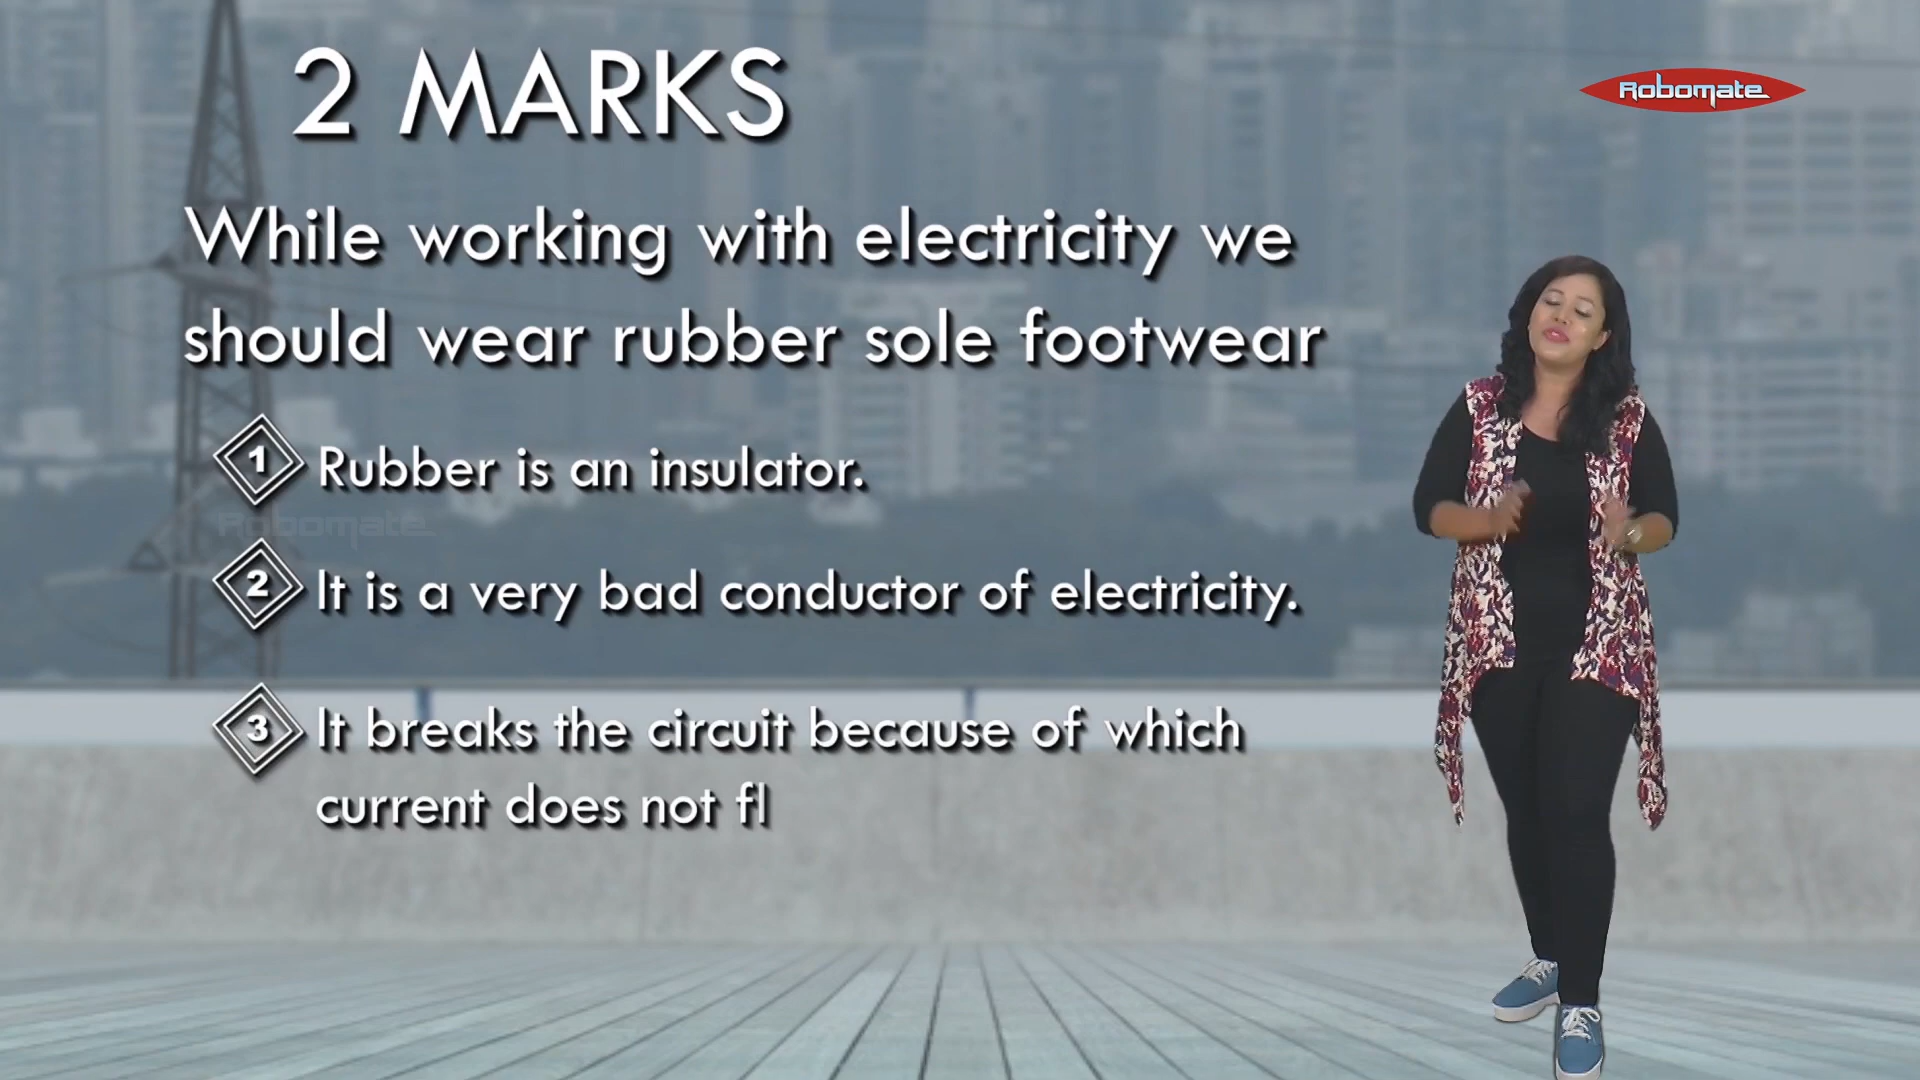 2 MARKS
Robomate
While working with electricity we
should wear rubber sole footwear
1 Rubber is an insulator.
Robomate
2 It is a very bad conductor of electricity.
3 It breaks the circuit because of which
current does not fl